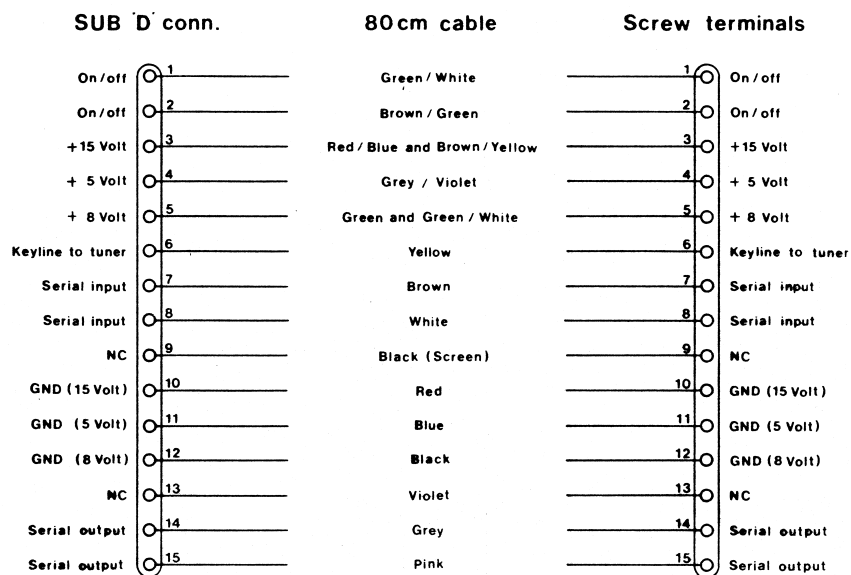 SUB 'D' conn. 80cm cable Screw terminals
On/off 1 Green/White 1 On/off
On/off 2 Brown/Green 2 On/off
+15 Volt 3 Red/Blue and Brown/Yellow 3 +15 Volt
+ 5 Volt 4 Grey / Violet 4 + 5 Volt
+ 8 Volt 5 Green and Green/White 5 + 8 Volt
Keyline to tuner 6 Yellow 6 Keyline to tuner
Serial input 7 Brown 7 Serial input
Serial input 8 White 8 Serial input
NC 9 Black (Screen) 9 NC
GND (15 Volt) 10 Red 10 GND (15 Volt)
GND (5 Volt) 11 Blue 11 GND (5 Volt)
GND (8 Volt) 12 Black 12 GND (8 Volt)
NC 13 Violet 13 NC
Serial output 14 Grey 14 Serial output
Serial output 15 Pink 15 Serial output